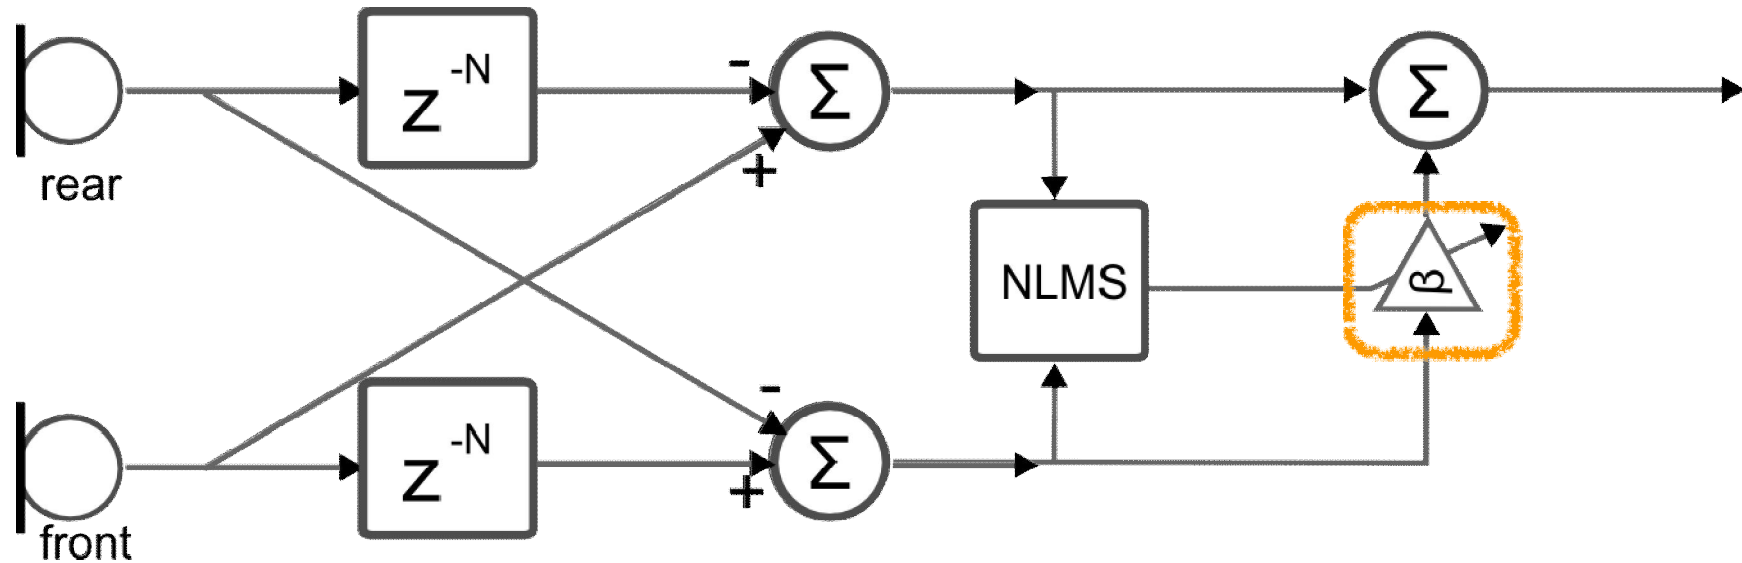 z -N
-
Σ
Σ
+
rear
NLMS
β
z -N
-
Σ
+
front